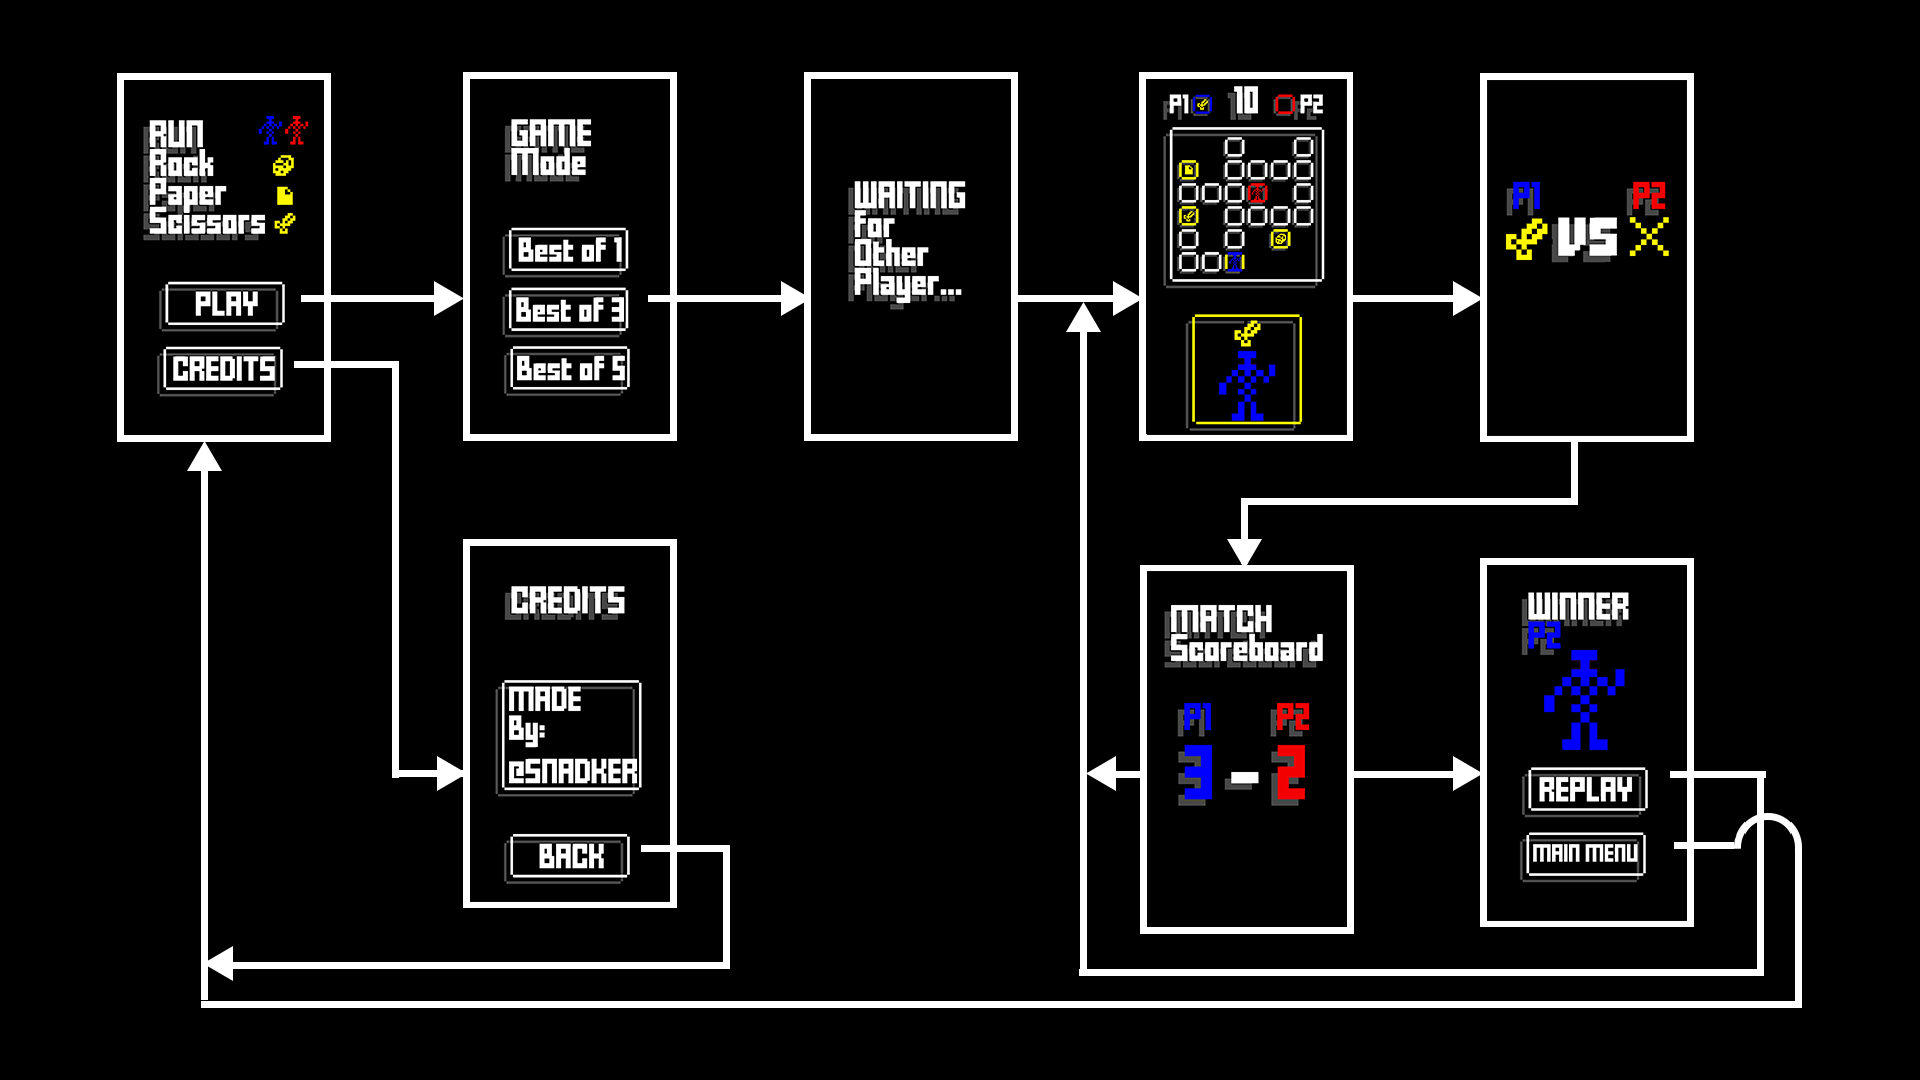 RUN
Rock
Paper
Scissors
PLAY
CREDITS
GAME
Mode
Best of 1
Best of 3
Best of 5
WAITING
For
Other
Player...
P1 10 P2
P1 P2
VS
CREDITS
MADE
By:
@SNADKER
BACK
MATCH
Scoreboard
P1 P2
3 - 2
WINNER
P2
REPLAY
MAIN MENU